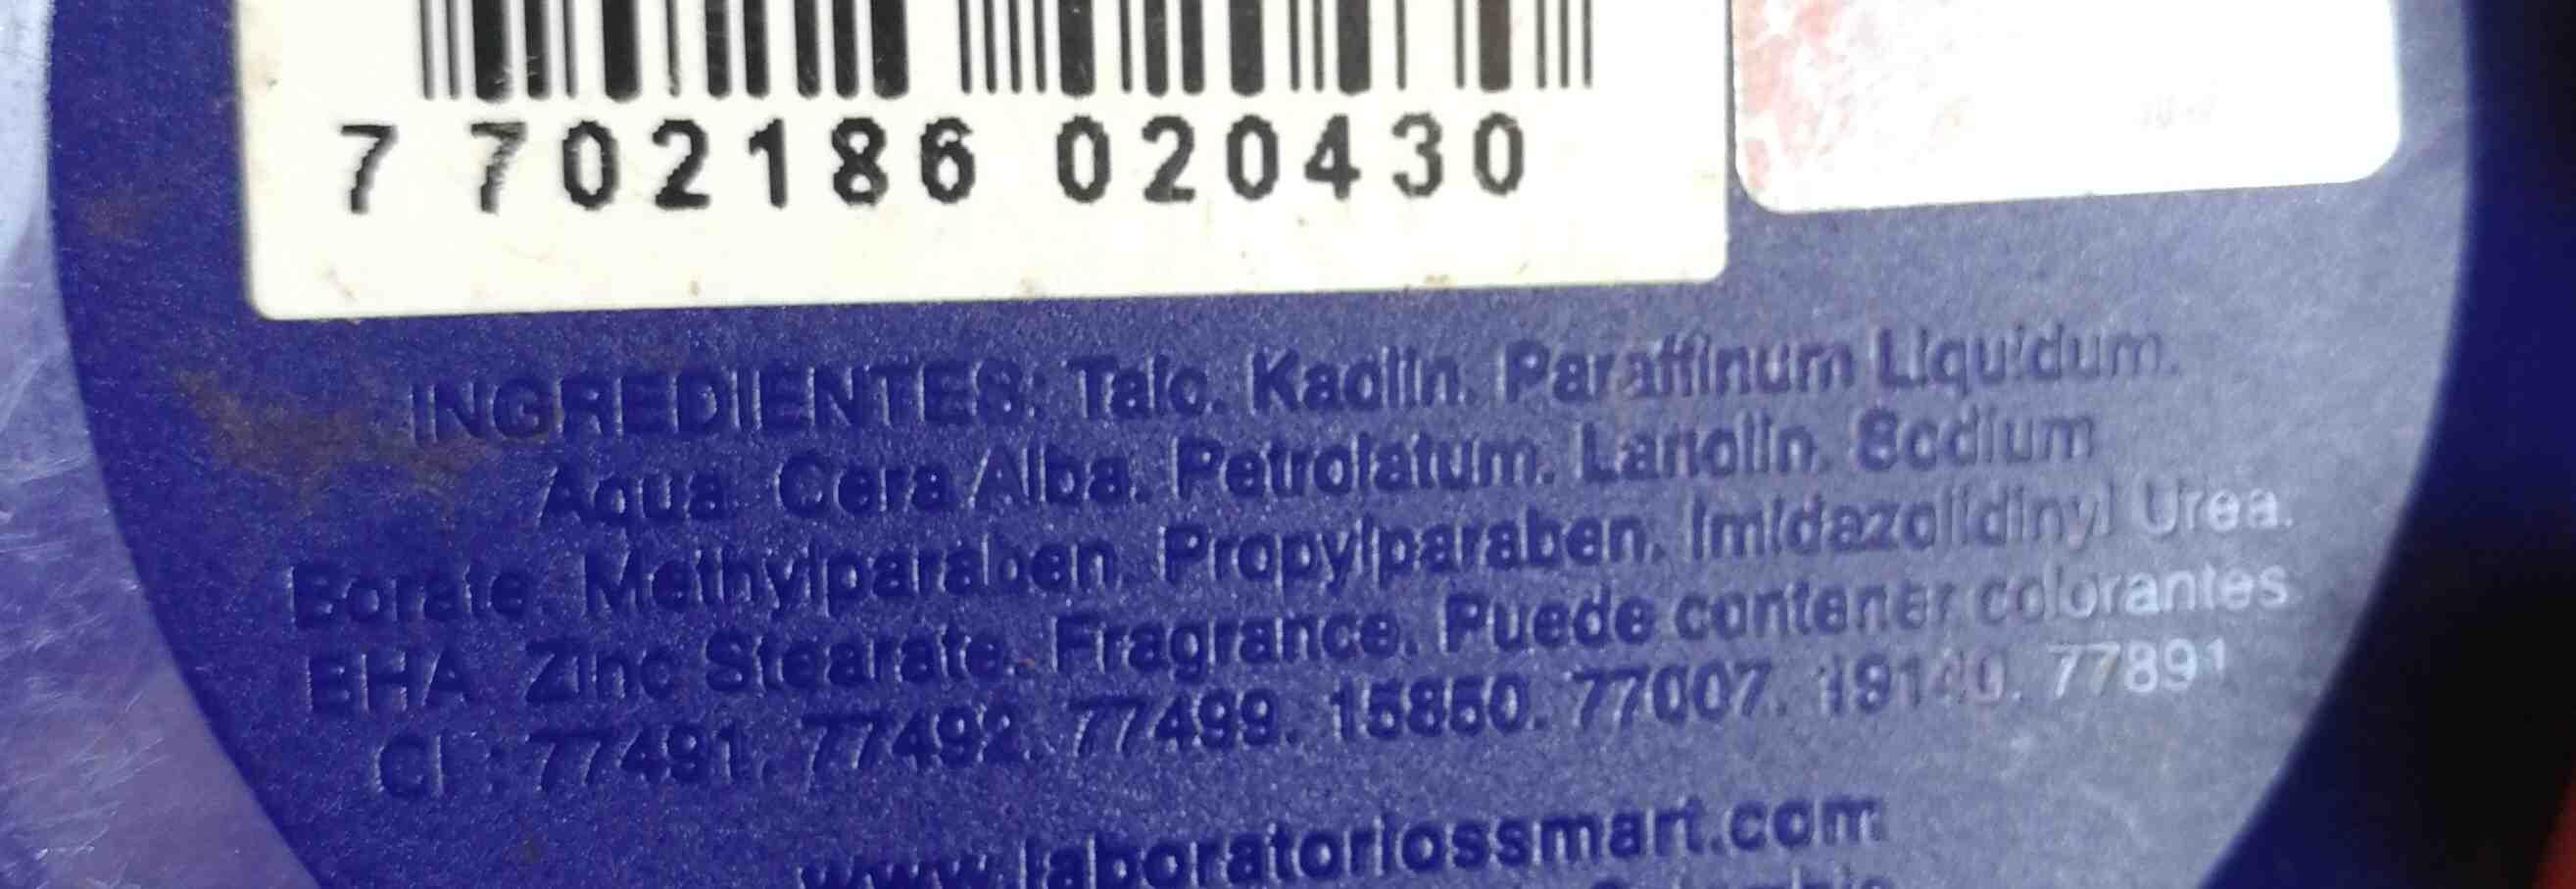 7 702186 020430
INGREDIENTES: Talc. Kaolin. Paraffinum Liquidum.
Aqua. Cera Alba. Petrolatum. Lanolin. Sodium
Borate. Methylparaben. Propylparaben. Imidazolidinyl Urea.
BHA. Zinc Stearate. Fragrance. Puede contener colorantes
CI : 77491. 77492. 77499. 15850. 77007. 19140. 77891
www.laboratoriossmart.com